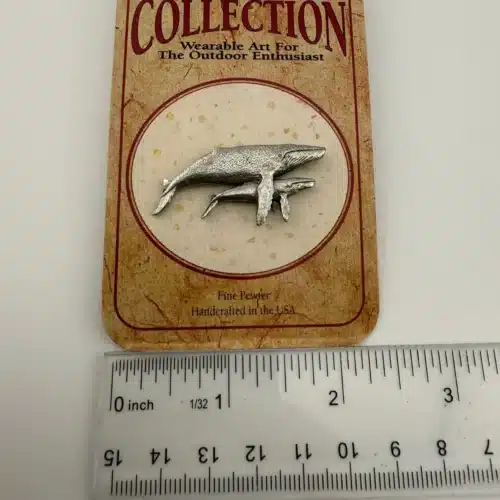 COLLECTION
Wearable Art For
The Outdoor Enthusiast
Fine Pewter
Handcrafted in the USA
0 inch 1/32 1 2 3
15 14 13 12 11 10 9 8 7